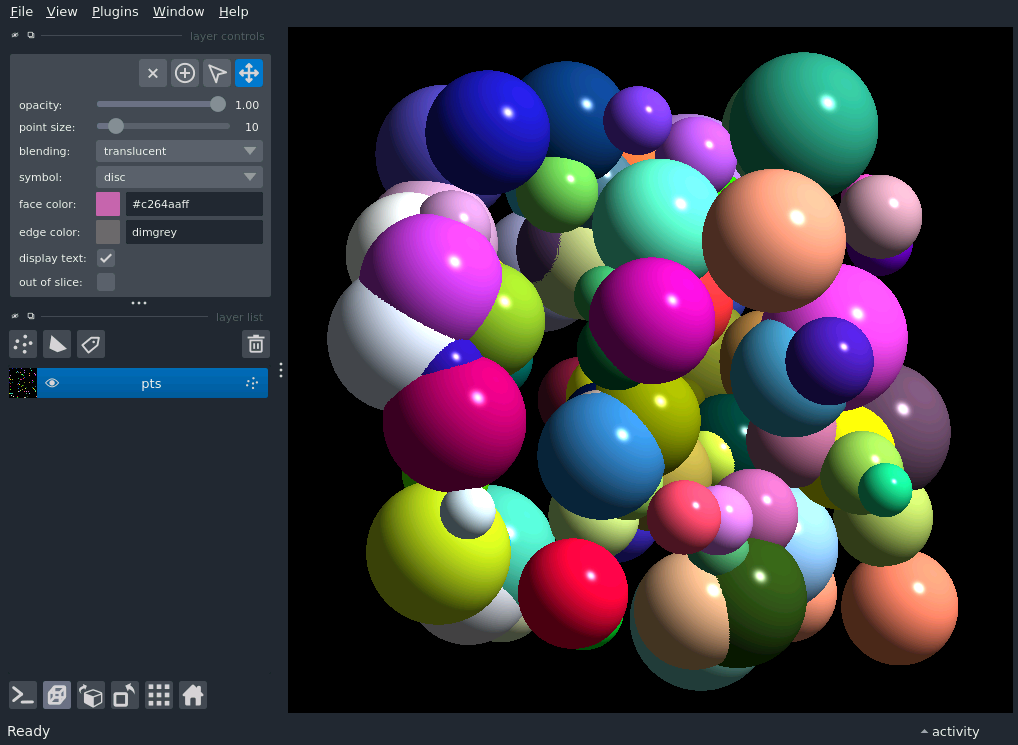 File View Plugins Window Help
layer controls
opacity: 1.00
point size: 10
blending: translucent
symbol: disc
face color: #c264aaff
edge color: dimgrey
display text:
out of slice:
layer list
pts
Ready
activity